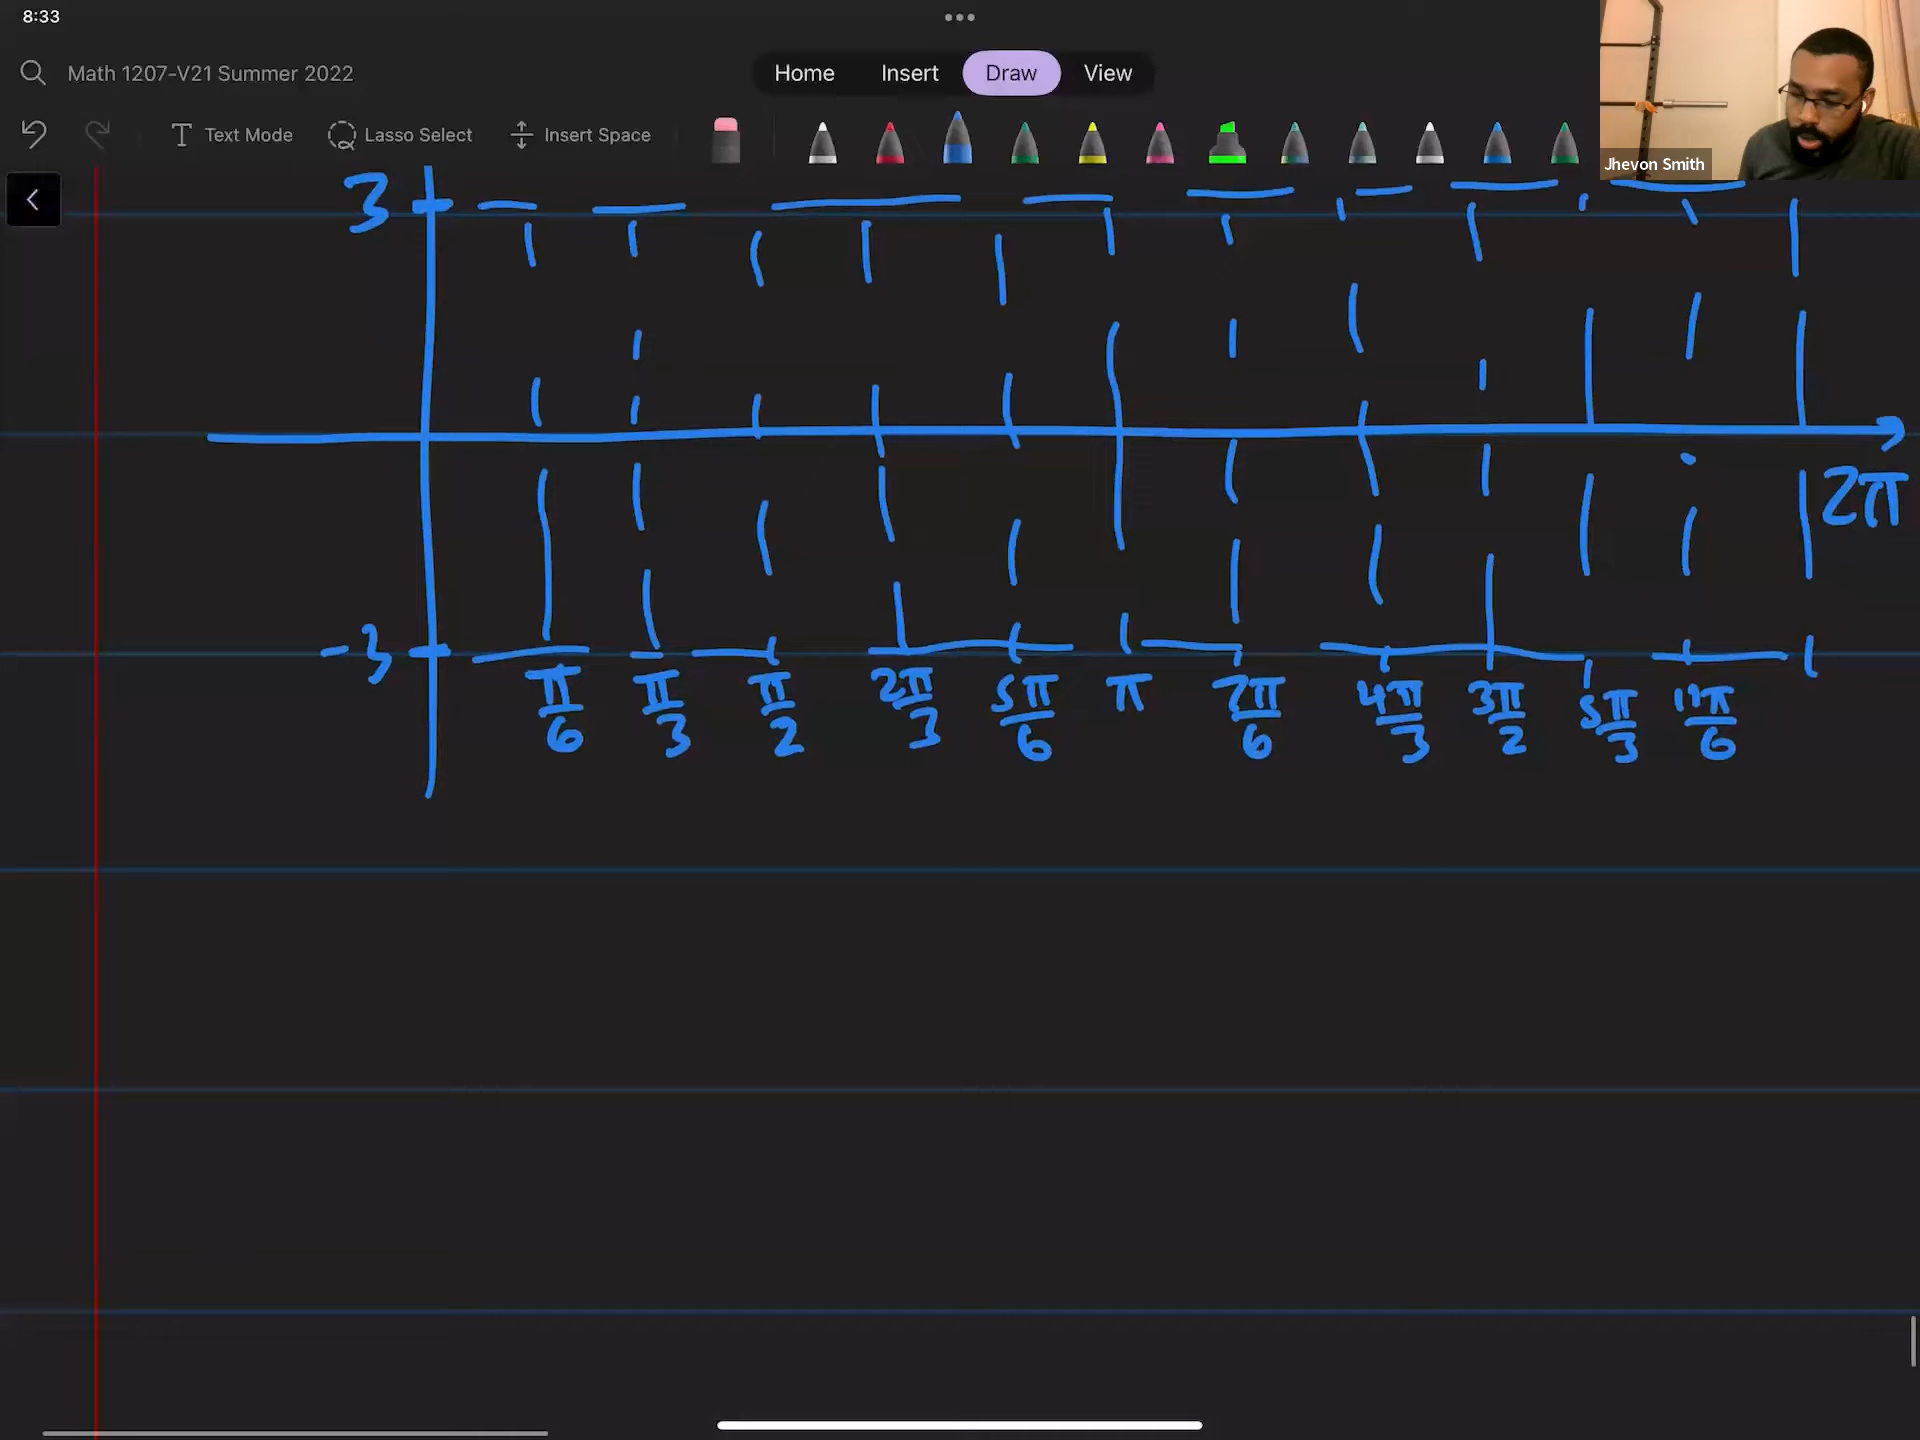 8:33
Math 1207-V21 Summer 2022
Home Insert Draw View
Text Mode Lasso Select Insert Space
Jhevon Smith
3
2π
-3
π/6 π/3 π/2 2π/3 5π/6 π 7π/6 4π/3 3π/2 5π/3 11π/6